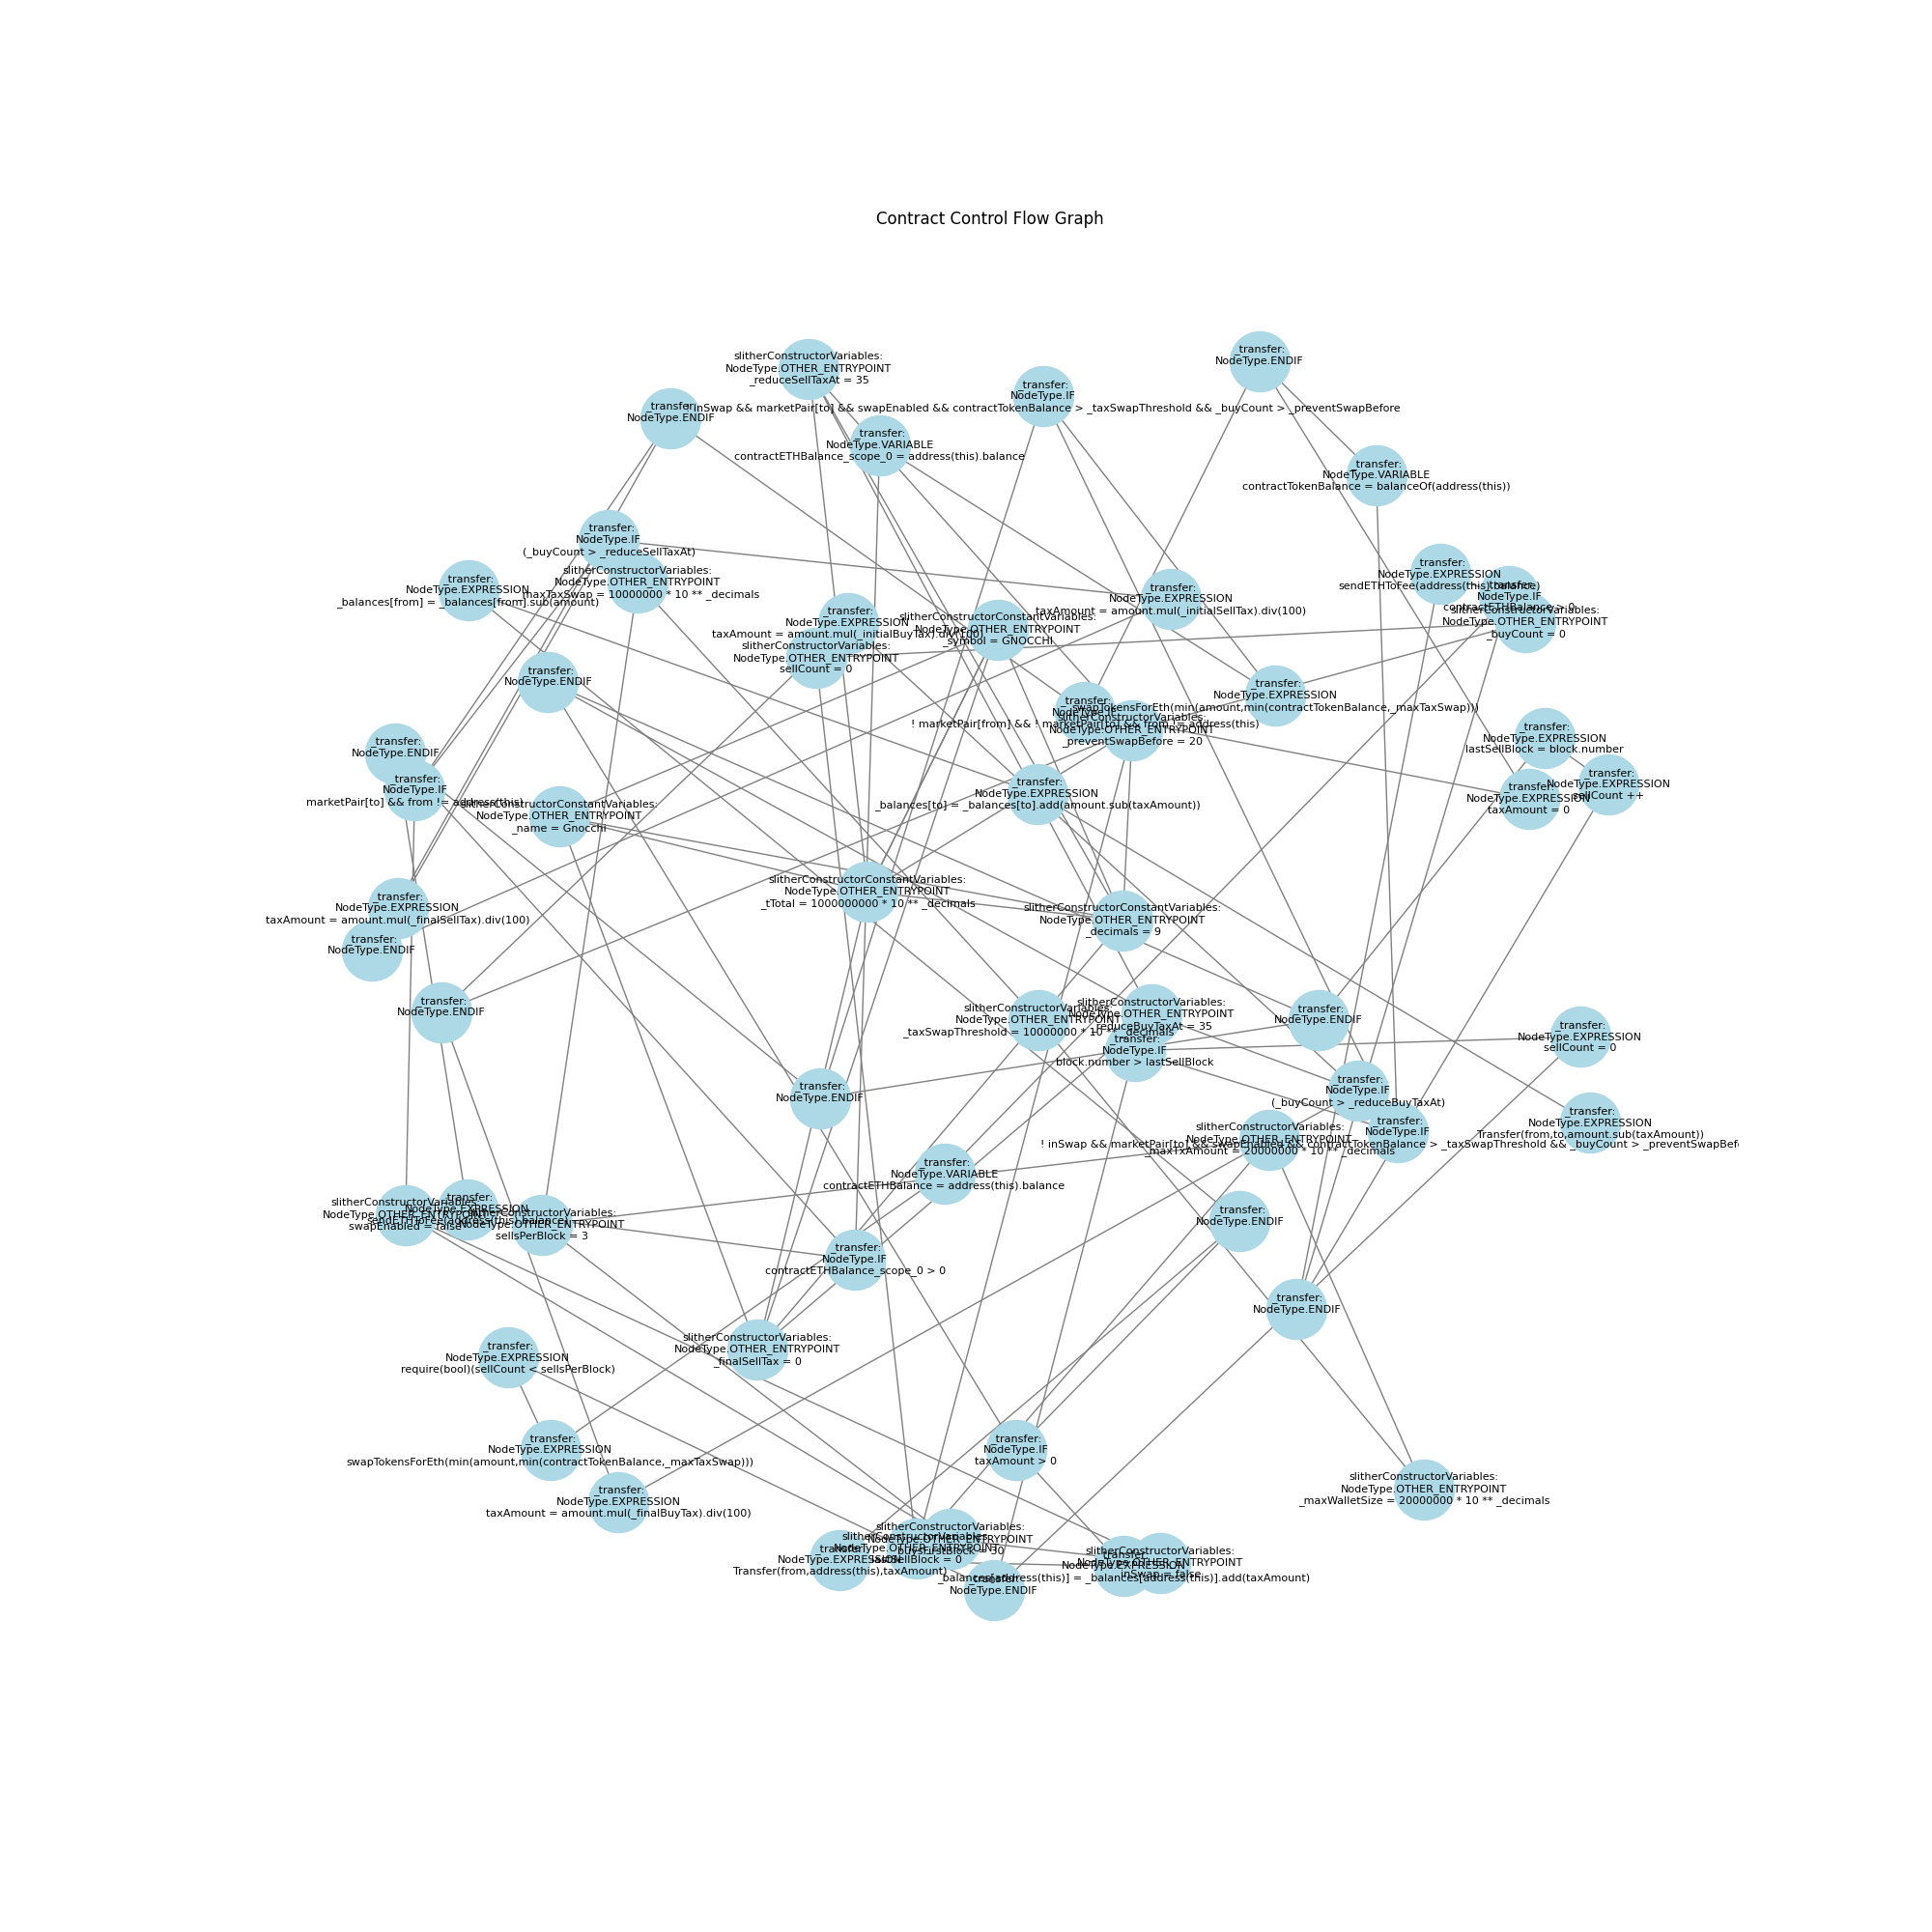 Contract Control Flow Graph
slitherConstructorVariables:
NodeType.OTHER_ENTRYPOINT
_reduceSellTaxAt = 35
_transfer:
NodeType.ENDIF
_transfer:
NodeType.IF
inSwap && marketPair[to] && swapEnabled && contractTokenBalance > _taxSwapThreshold && _buyCount > _preventSwapBefore
_transfer:
NodeType.ENDIF
_transfer:
NodeType.VARIABLE
contractETHBalance_scope_0 = address(this).balance
_transfer:
NodeType.VARIABLE
contractTokenBalance = balanceOf(address(this))
_transfer:
NodeType.IF
(_buyCount > _reduceSellTaxAt)
slitherConstructorVariables:
NodeType.OTHER_ENTRYPOINT
_maxTaxSwap = 10000000 * 10 ** _decimals
_transfer:
NodeType.EXPRESSION
_balances[from] = _balances[from].sub(amount)
_transfer:
NodeType.EXPRESSION
taxAmount = amount.mul(_initialBuyTax).div(100)
slitherConstructorVariables:
NodeType.OTHER_ENTRYPOINT
sellCount = 0
slitherConstructorConstantVariables:
NodeType.OTHER_ENTRYPOINT
_symbol = GNOCCHI
_transfer:
NodeType.EXPRESSION
taxAmount = amount.mul(_initialSellTax).div(100)
_transfer:
NodeType.EXPRESSION
sendETHToFee(address(this).balance)
_transfer:
NodeType.IF
contractETHBalance > 0
slitherConstructorVariables:
NodeType.OTHER_ENTRYPOINT
_buyCount = 0
_transfer:
NodeType.ENDIF
_transfer:
NodeType.EXPRESSION
swapTokensForEth(min(amount,min(contractTokenBalance,_maxTaxSwap)))
_transfer:
NodeType.IF
! marketPair[from] && ! marketPair[to] && from != address(this)
slitherConstructorVariables:
NodeType.OTHER_ENTRYPOINT
_preventSwapBefore = 20
_transfer:
NodeType.EXPRESSION
lastSellBlock = block.number
_transfer:
NodeType.EXPRESSION
sellCount ++
_transfer:
NodeType.EXPRESSION
taxAmount = 0
_transfer:
NodeType.ENDIF
_transfer:
NodeType.IF
marketPair[to] && from != address(this)
slitherConstructorConstantVariables:
NodeType.OTHER_ENTRYPOINT
_name = Gnocchi
_transfer:
NodeType.EXPRESSION
_balances[to] = _balances[to].add(amount.sub(taxAmount))
slitherConstructorConstantVariables:
NodeType.OTHER_ENTRYPOINT
_tTotal = 1000000000 * 10 ** _decimals
_transfer:
NodeType.EXPRESSION
taxAmount = amount.mul(_finalSellTax).div(100)
_transfer:
NodeType.ENDIF
slitherConstructorConstantVariables:
NodeType.OTHER_ENTRYPOINT
_decimals = 9
_transfer:
NodeType.ENDIF
slitherConstructorVariables:
NodeType.OTHER_ENTRYPOINT
_taxSwapThreshold = 10000000 * 10 ** _decimals
slitherConstructorVariables:
NodeType.OTHER_ENTRYPOINT
_reduceBuyTaxAt = 35
_transfer:
NodeType.IF
block.number > lastSellBlock
_transfer:
NodeType.ENDIF
_transfer:
NodeType.EXPRESSION
sellCount = 0
_transfer:
NodeType.ENDIF
_transfer:
NodeType.IF
(_buyCount > _reduceBuyTaxAt)
_transfer:
NodeType.IF
! inSwap && marketPair[to] && swapEnabled && contractTokenBalance > _taxSwapThreshold && _buyCount > _preventSwapBef
slitherConstructorVariables:
NodeType.OTHER_ENTRYPOINT
_maxTxAmount = 20000000 * 10 ** _decimals
_transfer:
NodeType.EXPRESSION
Transfer(from,to,amount.sub(taxAmount))
_transfer:
NodeType.VARIABLE
contractETHBalance = address(this).balance
slitherConstructorVariables:
NodeType.OTHER_ENTRYPOINT
swapEnabled = false
_transfer:
NodeType.EXPRESSION
sendETHToFee(address(this).balance)
slitherConstructorVariables:
NodeType.OTHER_ENTRYPOINT
sellsPerBlock = 3
_transfer:
NodeType.ENDIF
_transfer:
NodeType.IF
contractETHBalance_scope_0 > 0
_transfer:
NodeType.ENDIF
slitherConstructorVariables:
NodeType.OTHER_ENTRYPOINT
_finalSellTax = 0
_transfer:
NodeType.EXPRESSION
require(bool)(sellCount < sellsPerBlock)
_transfer:
NodeType.EXPRESSION
swapTokensForEth(min(amount,min(contractTokenBalance,_maxTaxSwap)))
_transfer:
NodeType.IF
taxAmount > 0
_transfer:
NodeType.EXPRESSION
taxAmount = amount.mul(_finalBuyTax).div(100)
slitherConstructorVariables:
NodeType.OTHER_ENTRYPOINT
_maxWalletSize = 20000000 * 10 ** _decimals
slitherConstructorVariables:
NodeType.OTHER_ENTRYPOINT
buysFirstBlock = 30
slitherConstructorVariables:
NodeType.OTHER_ENTRYPOINT
lastSellBlock = 0
_transfer:
NodeType.EXPRESSION
Transfer(from,address(this),taxAmount)
_transfer:
NodeType.ENDIF
_transfer:
NodeType.EXPRESSION
_balances[address(this)] = _balances[address(this)].add(taxAmount)
slitherConstructorVariables:
NodeType.OTHER_ENTRYPOINT
inSwap = false